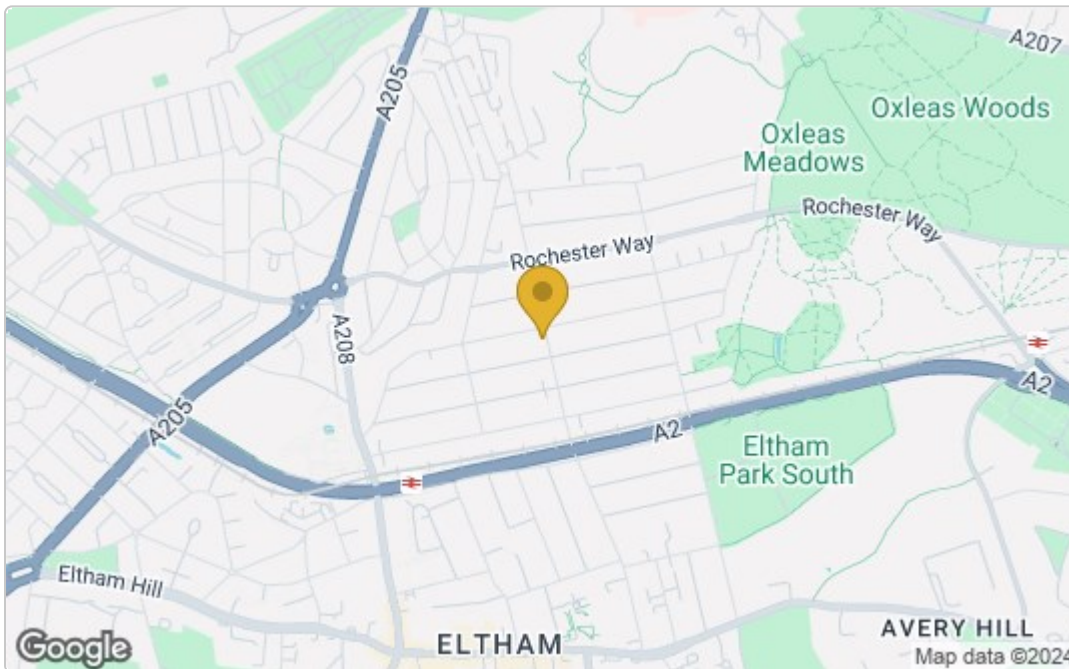 A205
A207
Oxleas Woods
Oxleas
Meadows
Rochester Way
Rochester Way
A208
A205
A2
A2
Eltham
Park South
Eltham Hill
ELTHAM
AVERY HILL
Google
Map data ©2024